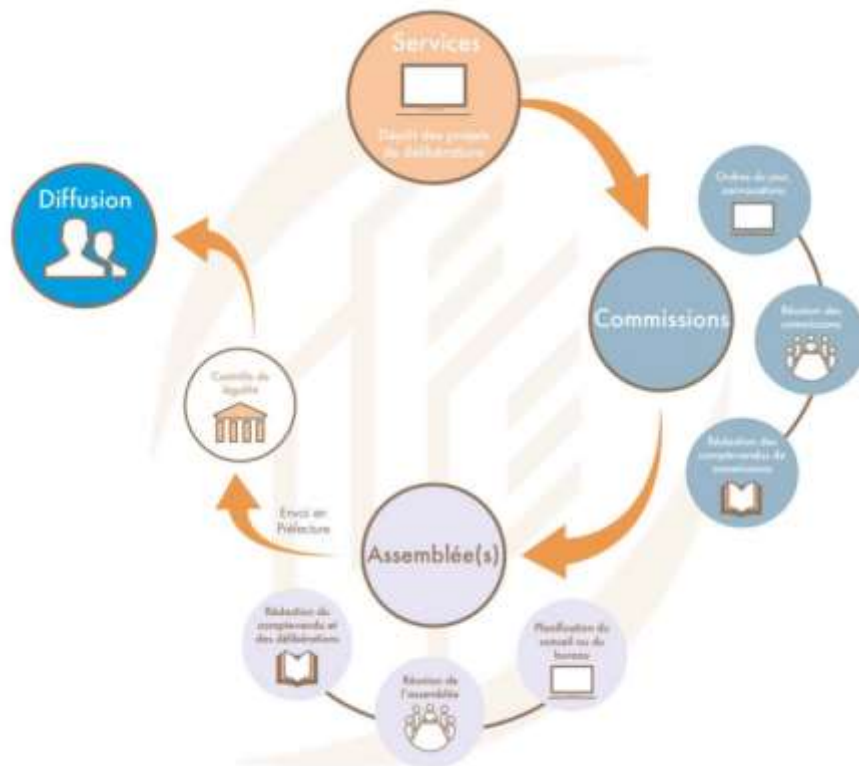 Services
Dépôt des projets
de délibérations
Diffusion
Ordres du jour
convocations
Commissions
Réunion des
commissions
Contrôle de
légalité
Rédaction des
compte-rendus de
commissions
Envoi en
Préfecture
Assemblée(s)
Rédaction du
compte-rendu et
des délibérations
Planification du
conseil ou du
bureau
Réunion de
l'assemblée